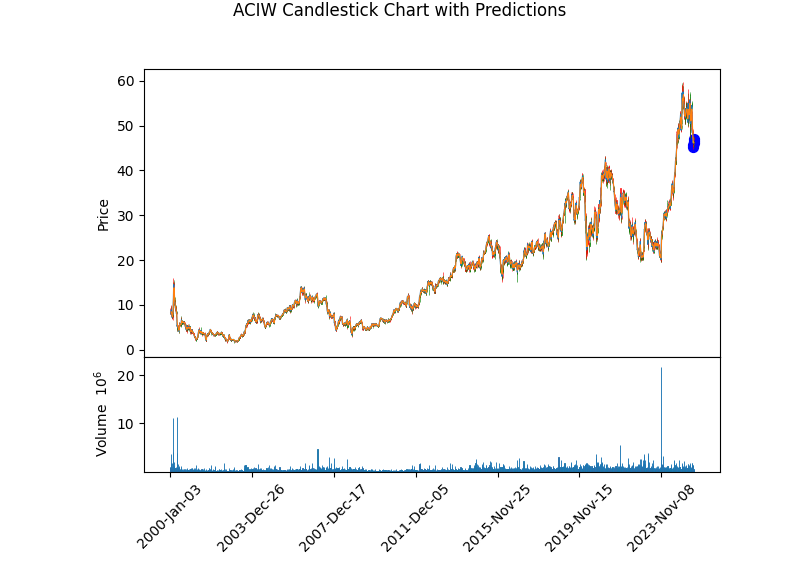 ACIW Candlestick Chart with Predictions
60
50
40
30
20
10
0
Price
20
10
Volume 10^6
2000-Jan-03
2003-Dec-26
2007-Dec-17
2011-Dec-05
2015-Nov-25
2019-Nov-15
2023-Nov-08